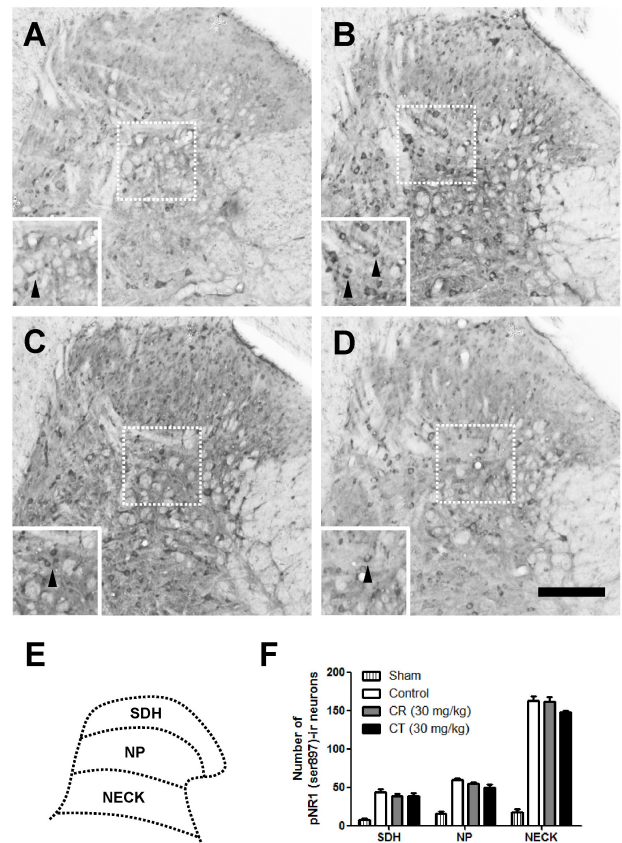 A
B
C
D
E
SDH
NP
NECK
F
Number of
pNR1 (ser897)-ir neurons
200
150
100
50
0
Sham
Control
CR (30 mg/kg)
CT (30 mg/kg)
SDH
NP
NECK